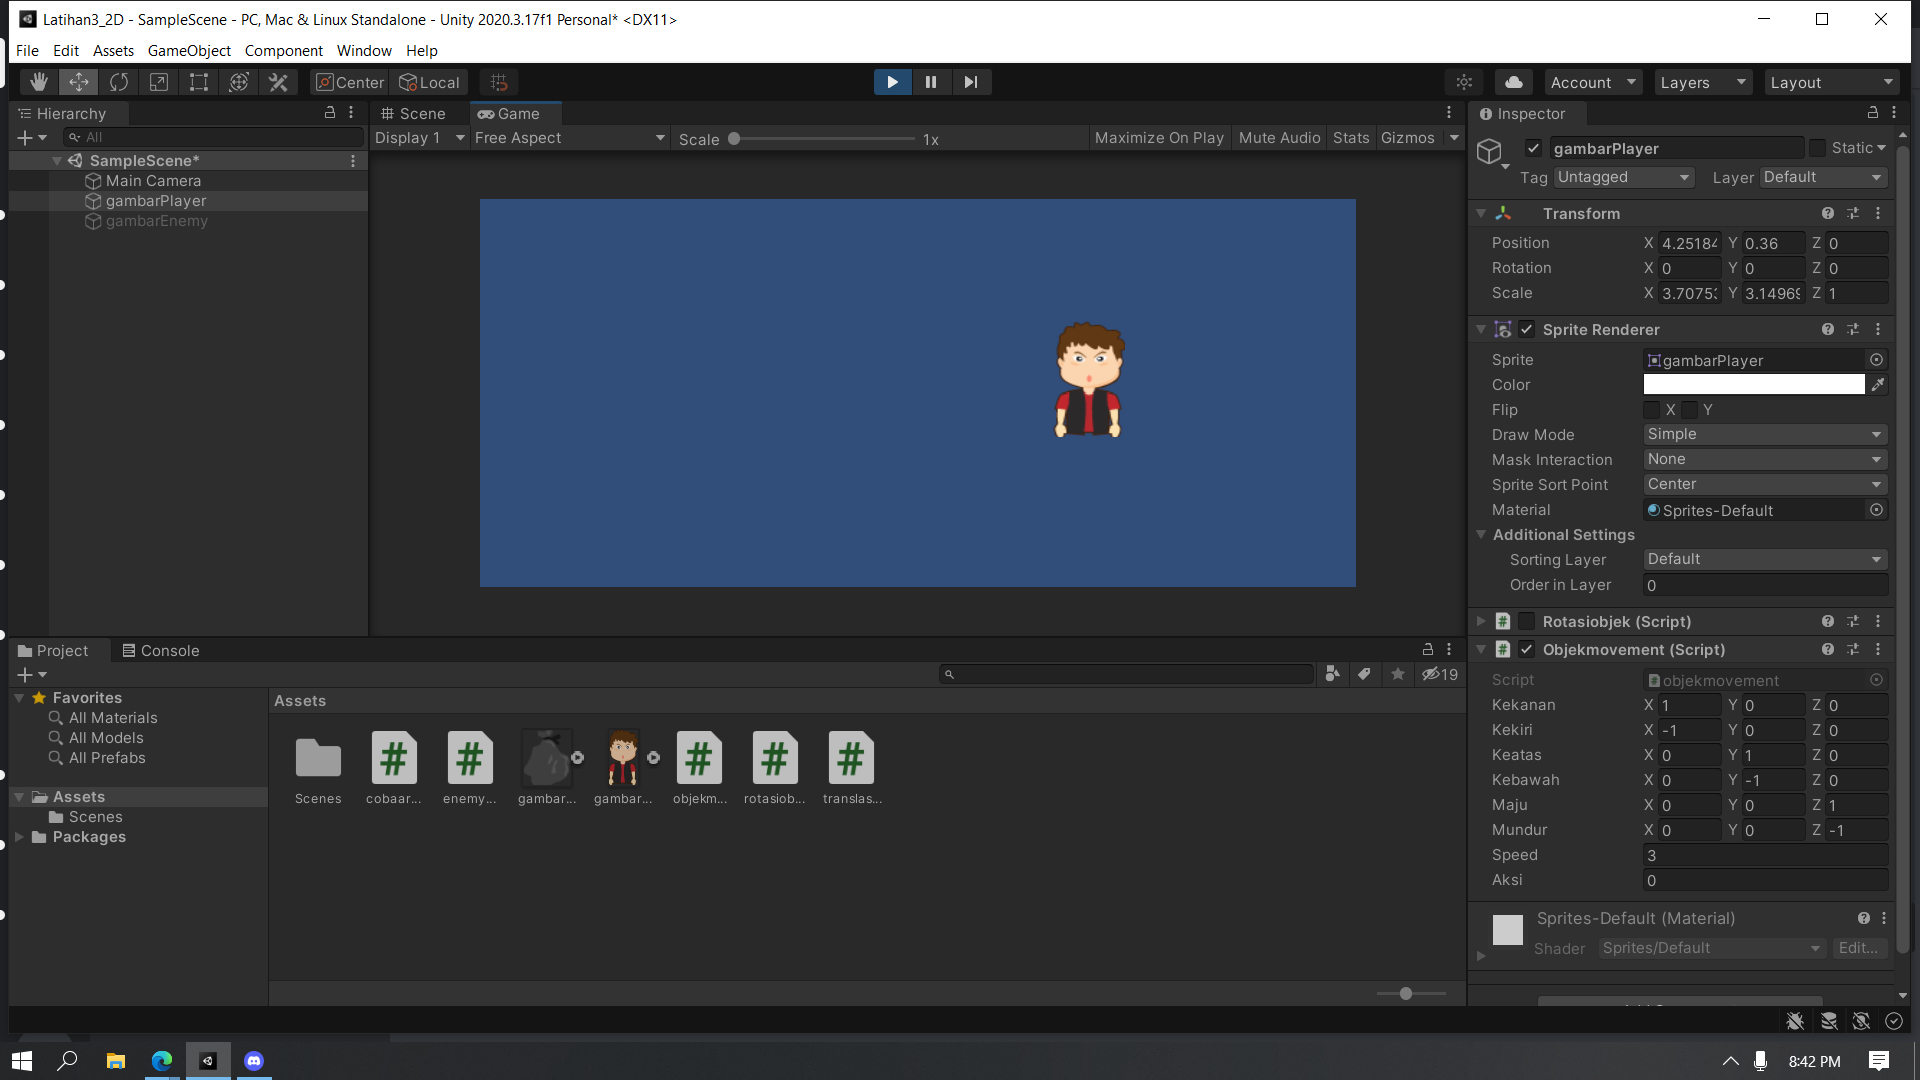 Latihan3_2D - SampleScene - PC, Mac & Linux Standalone - Unity 2020.3.17f1 Personal* <DX11>
File Edit Assets GameObject Component Window Help
Center Local Account Layers Layout
Hierarchy
All
SampleScene*
Main Camera
gambarPlayer
gambarEnemy
Scene Game
Display 1 Free Aspect Scale 1x Maximize On Play Mute Audio Stats Gizmos
Inspector
gambarPlayer Static
Tag Untagged Layer Default
Transform
Position X 4.25184 Y 0.36 Z 0
Rotation X 0 Y 0 Z 0
Scale X 3.7075 Y 3.14969 Z 1
Sprite Renderer
Sprite gambarPlayer
Color
Flip X Y
Draw Mode Simple
Mask Interaction None
Sprite Sort Point Center
Material Sprites-Default
Additional Settings
Sorting Layer Default
Order in Layer 0
# Rotasiobjek (Script)
# Objekmovement (Script)
Script # objekmovement
Kekanan X 1 Y 0 Z 0
Kekiri X -1 Y 0 Z 0
Keatas X 0 Y 1 Z 0
Kebawah X 0 Y -1 Z 0
Maju X 0 Y 0 Z 1
Mundur X 0 Y 0 Z -1
Speed 3
Aksi 0
Sprites-Default (Material)
Shader Sprites/Default Edit...
Project Console
19
Favorites
All Materials
All Models
All Prefabs
Assets
Scenes
Packages
Assets
# # # # #
Scenes cobaar... enemy... gambar... gambar... objekm... rotasiob... translas...
8:42 PM